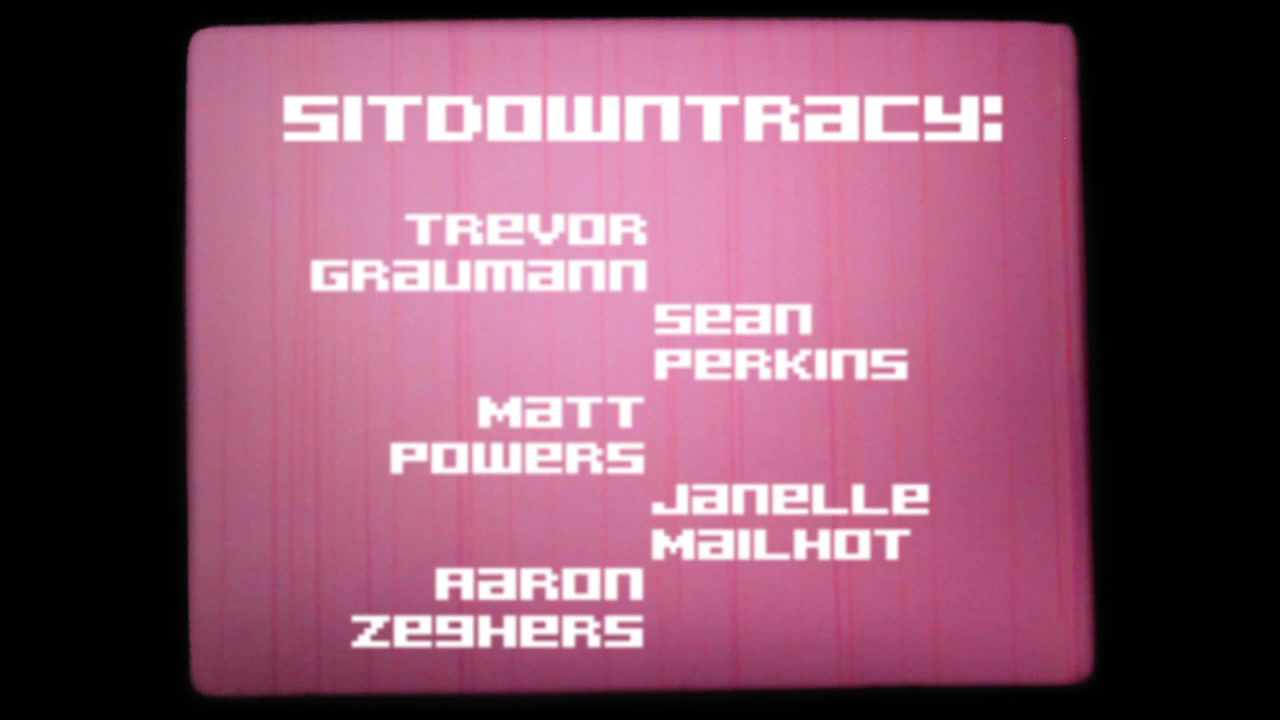 SITDOWNTRACY:
TREVOR
GRAUMANN
SEAN
PERKINS
MATT
POWERS
JANELLE
MAILHOT
AARON
ZEGHERS